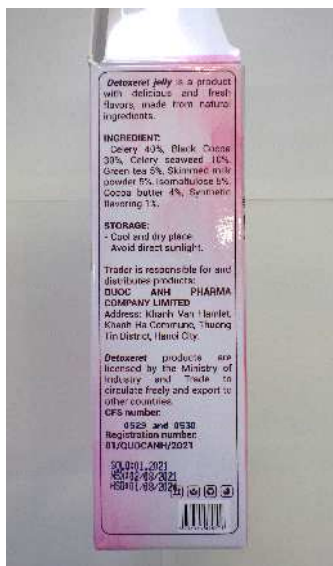 Detoxeret jelly is a product
with delicious and fresh
flavors, made from natural
ingredients.
INGREDIENT:
Celery 40%, Black Cocoa
30%, Celery seaweed 10%,
Green tea 5%, Skimmed milk
powder 5%, Isomaltulose 5%,
Cocoa butter 4%, Synthetic
flavoring 1%.
STORAGE:
- Cool and dry place
Avoid direct sunlight.
Trader is responsible for and
distributes products:
QUOC ANH PHARMA
COMPANY LIMITED
Address: Khanh Van Hamlet,
Khanh Ha Commune, Thuong
Tin District, Hanoi City.
Detoxeret products are
licensed by the Ministry of
Industry and Trade to
circulate freely and export to
other countries.
CFS number:
0529 and 0530
Registration number:
01/QUOCANH/2021
SOLO:01.2021
NSX:02/08/2021
HSD:01/08/2024